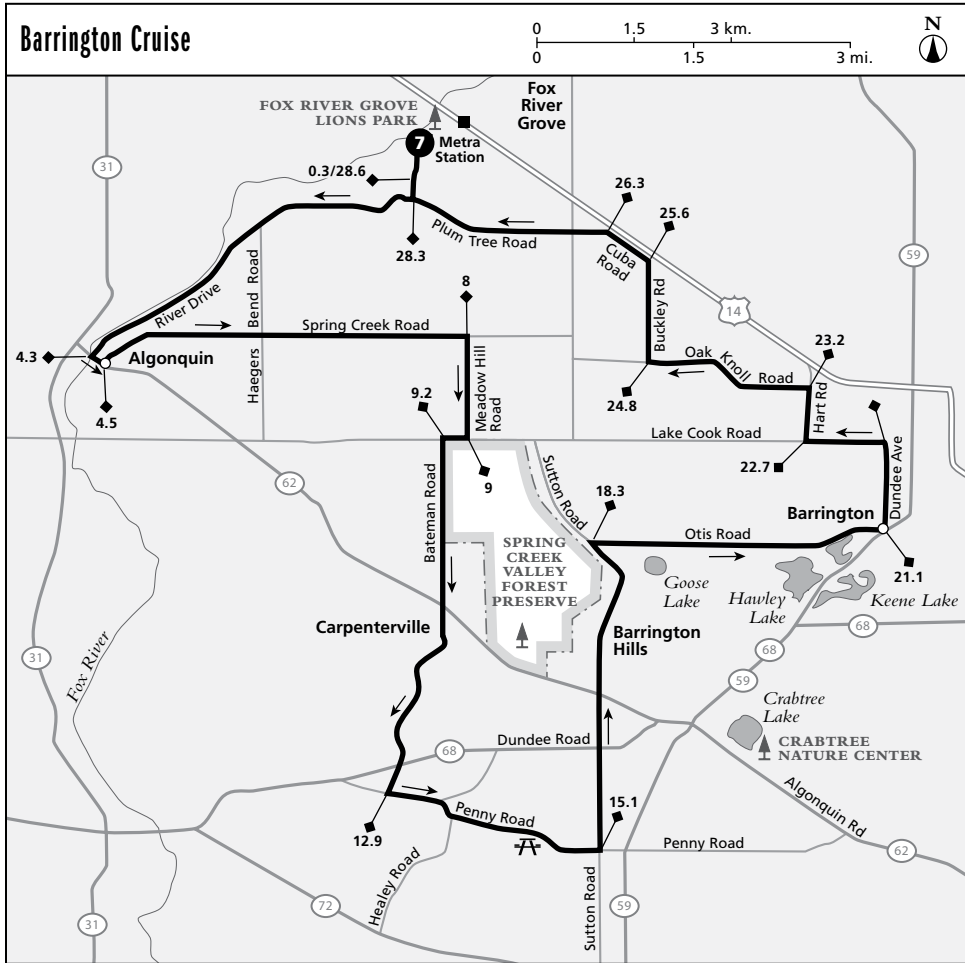 Barrington Cruise
0 1.5 3 km.
0 1.5 3 mi.
N
FOX RIVER GROVE
LIONS PARK
Fox
River
Grove
7
Metra
Station
31
0.3/28.6
26.3
25.6
59
Plum Tree Road
28.3
Cuba
Road
8
Bend Road
Haegers
River Drive
Buckley Rd
14
Spring Creek Road
4.3
Algonquin
23.2
Oak Knoll Road
Meadow Hill
Road
Hart Rd
9.2
24.8
4.5
Lake Cook Road
Dundee Ave
22.7
9
62
Sutton Road
18.3
Bateman Road
Barrington
Otis Road
SPRING
CREEK
VALLEY
FOREST
PRESERVE
21.1
Goose
Lake
Hawley
Lake
Keene Lake
68
Carpenterville
Barrington
Hills
31
Fox River
68
59
Crabtree
Lake
CRABTREE
NATURE CENTER
Dundee Road
68
Algonquin Rd
15.1
Penny Road
12.9
Penny Road
62
Healey Road
Sutton Road
72
59
31